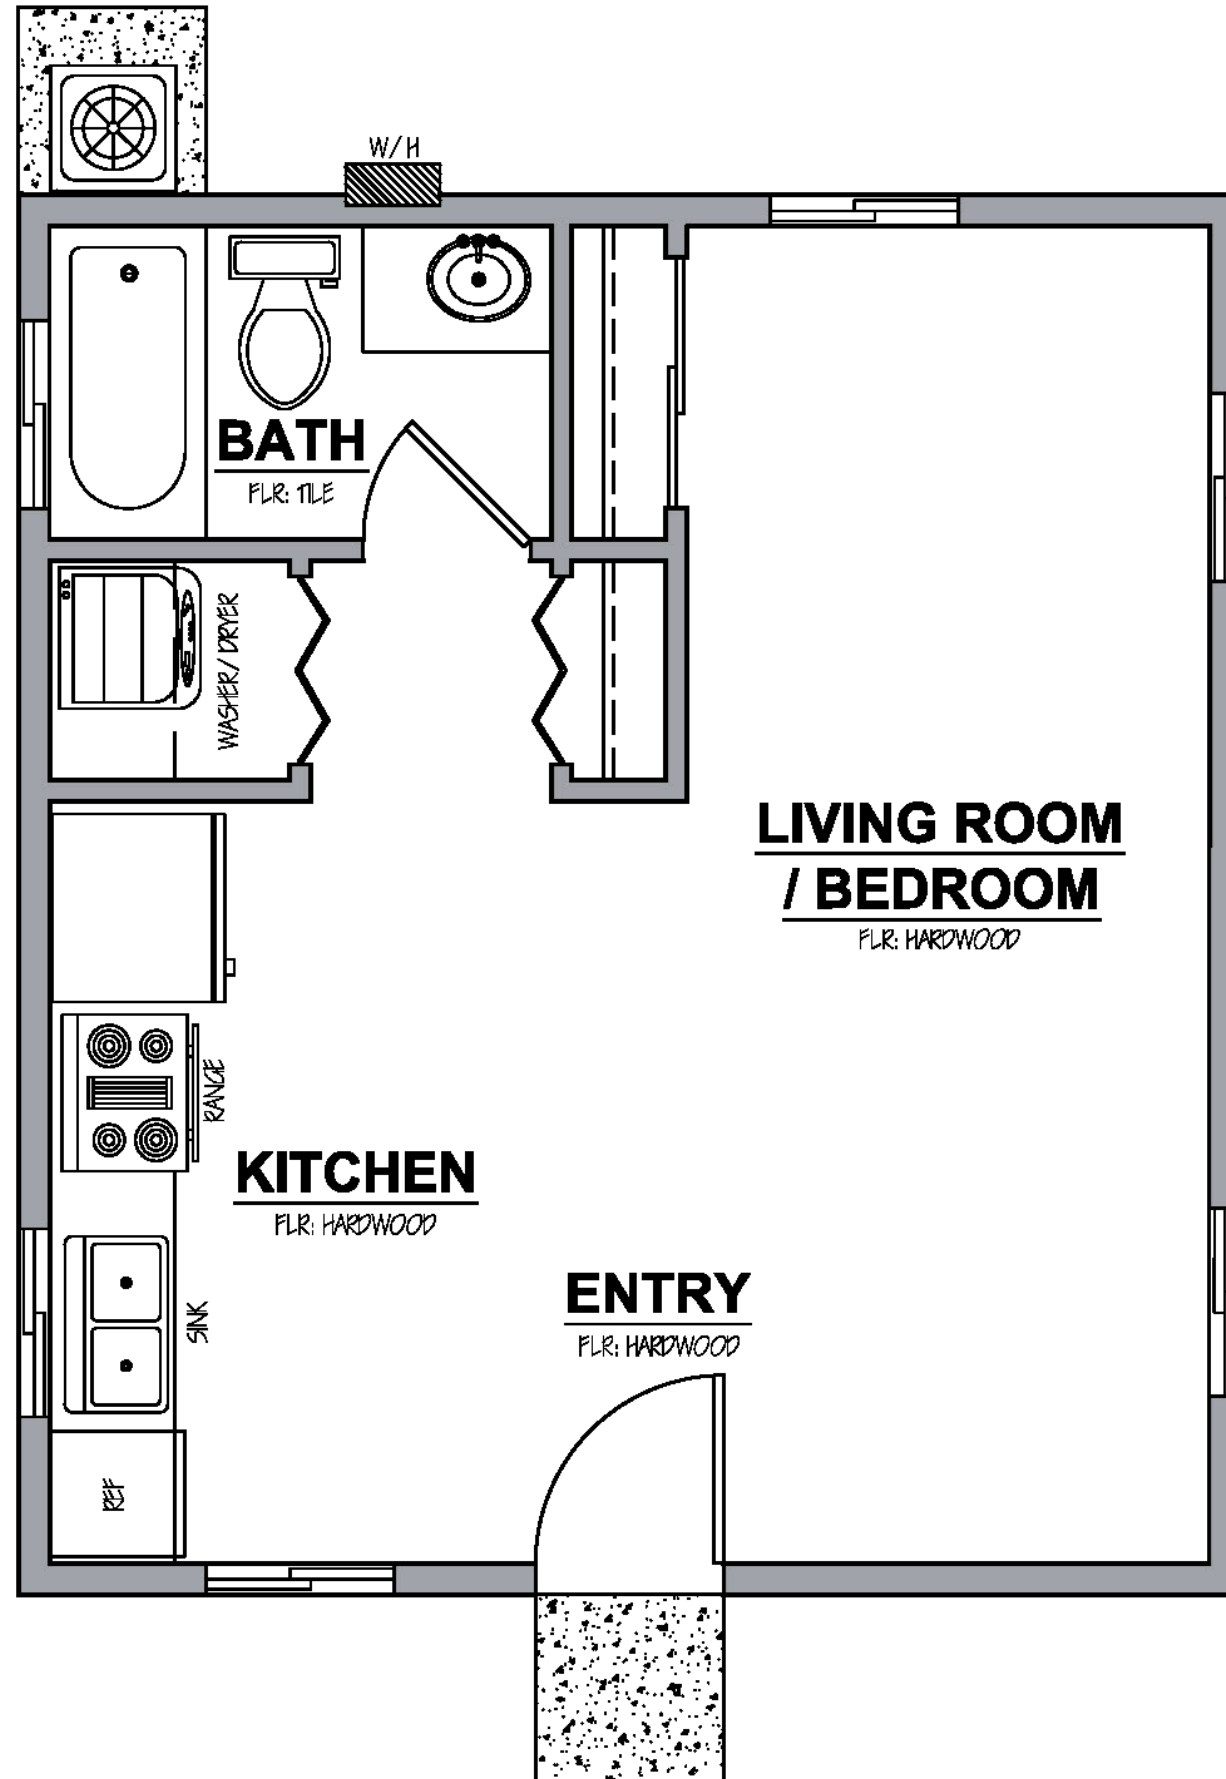 W/H
BATH
FLR: TILE
WASHER/DRYER
LIVING ROOM
/ BEDROOM
FLR: HARDWOOD
RANGE
KITCHEN
FLR: HARDWOOD
SINK
ENTRY
FLR: HARDWOOD
REF